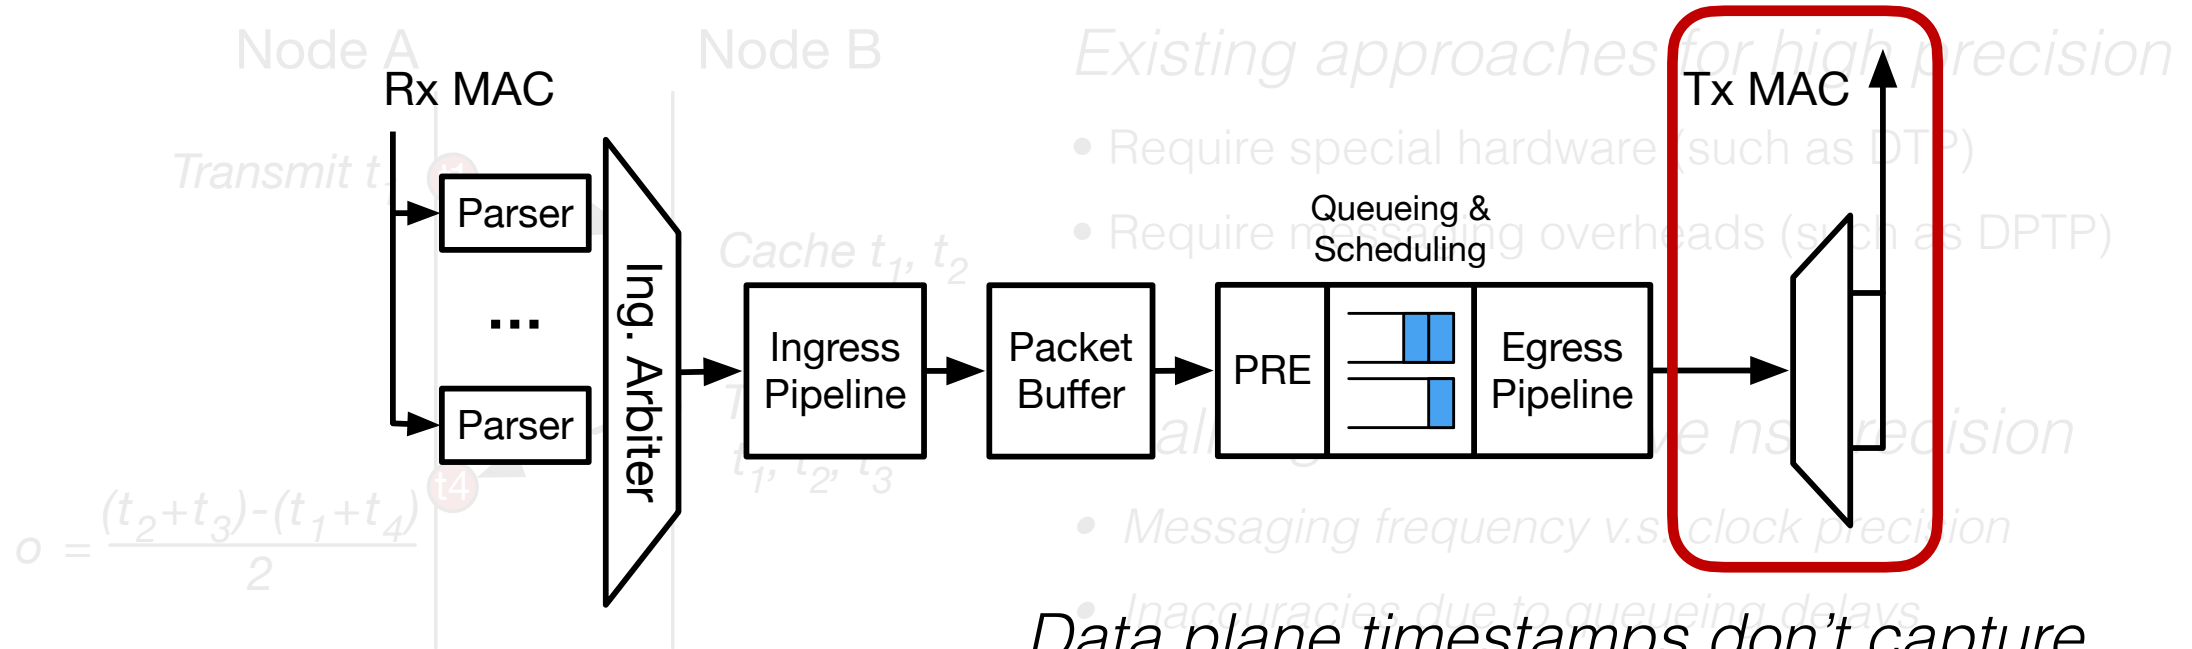 Node A
Node B
Existing approaches for high precision
Rx MAC
Tx MAC
Transmit t
• Require special hardware (such as DTP)
Parser
Queueing &
Scheduling
• Require messaging overheads (such as DPTP)
Cache t1, t2
...
Ing. Arbiter
Ingress
Pipeline
Packet
Buffer
PRE
Egress
Pipeline
Parser
t1, t2, t3
t4
precision
o = (t2+t3)-(t1+t4)
2
• Messaging frequency v.s. clock precision
• Inaccuracies due to queueing delays
Data plane timestamps don't capture